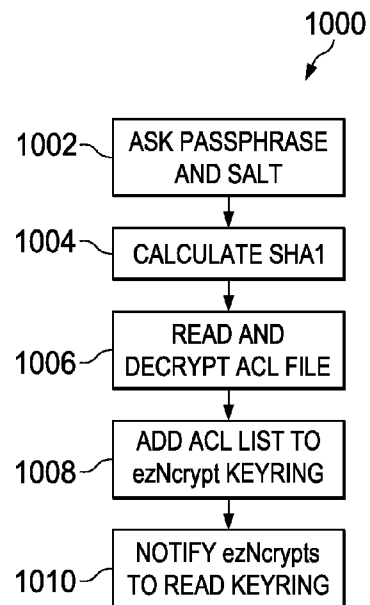 1000
1002
ASK PASSPHRASE
AND SALT
1004
CALCULATE SHA1
1006
READ AND
DECRYPT ACL FILE
1008
ADD ACL LIST TO
ezNcrypt KEYRING
1010
NOTIFY ezNcrypts
TO READ KEYRING